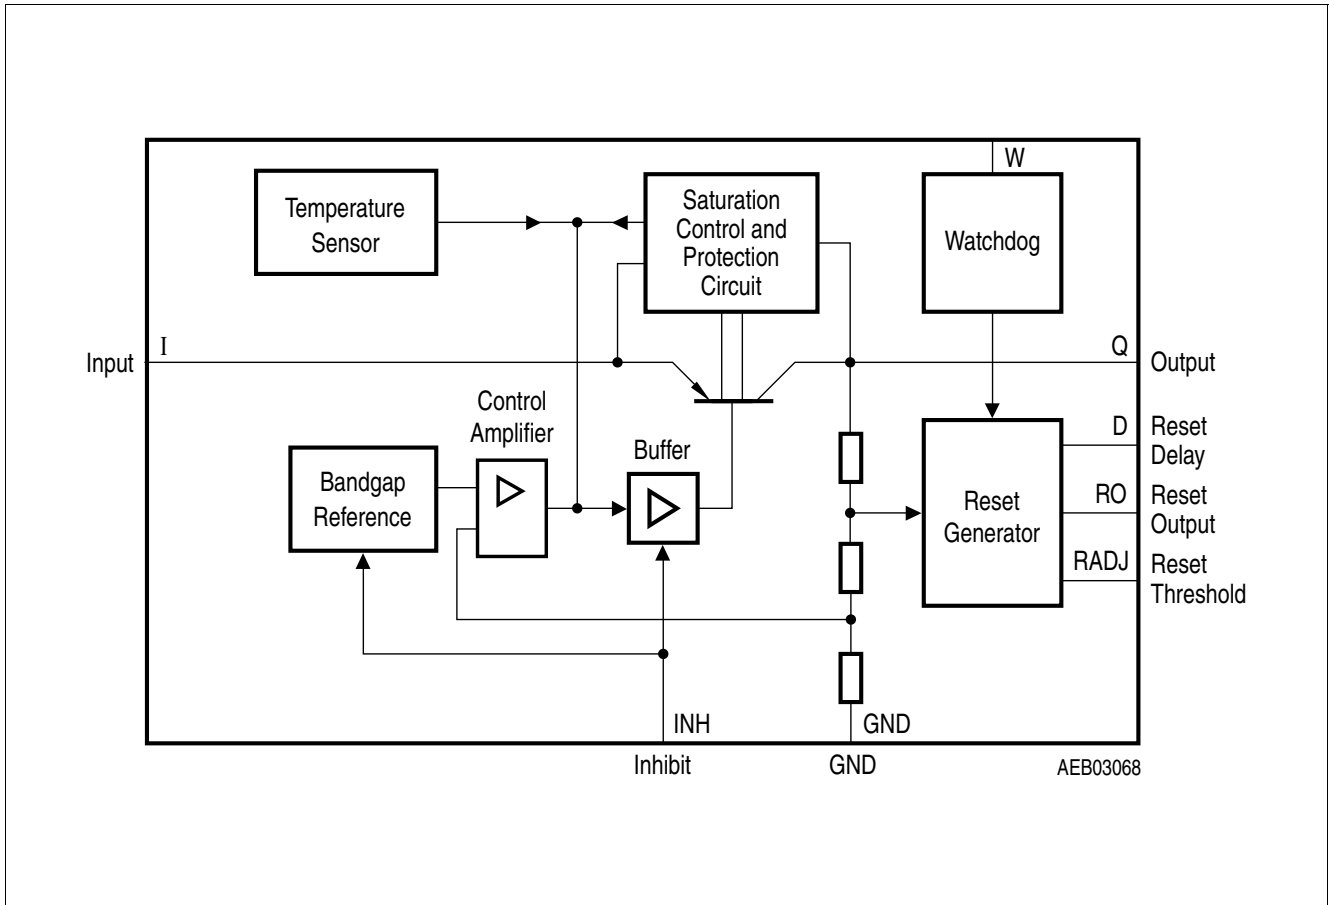 W
Temperature
Sensor
Saturation
Control and
Protection
Circuit
Watchdog
Input
I
Q
Output
Control
Amplifier
Buffer
Bandgap
Reference
Reset
Generator
D
Reset
Delay
RO
Reset
Output
RADJ
Reset
Threshold
INH
GND
Inhibit
GND
AEB03068